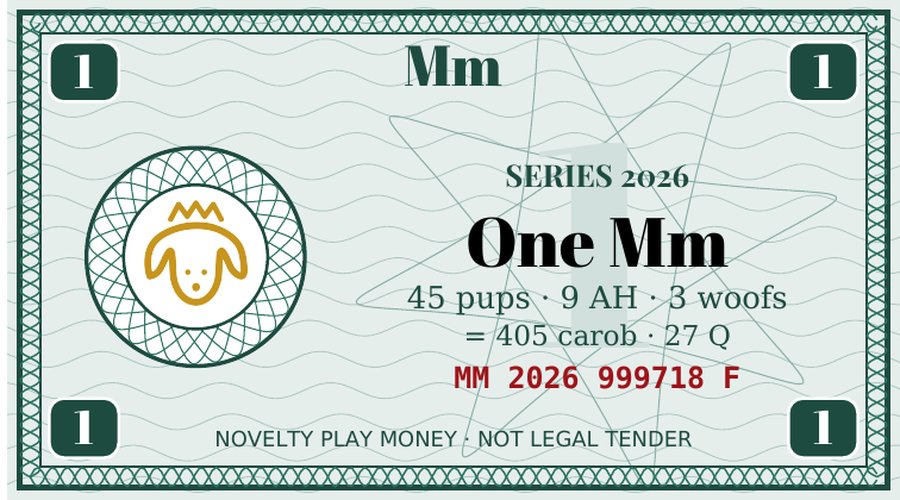 1 Mm 1
SERIES 2026
One Mm
45 pups · 9 AH · 3 woofs
= 405 carob · 27 Q
MM 2026 999718 F
1 NOVELTY PLAY MONEY · NOT LEGAL TENDER 1
1